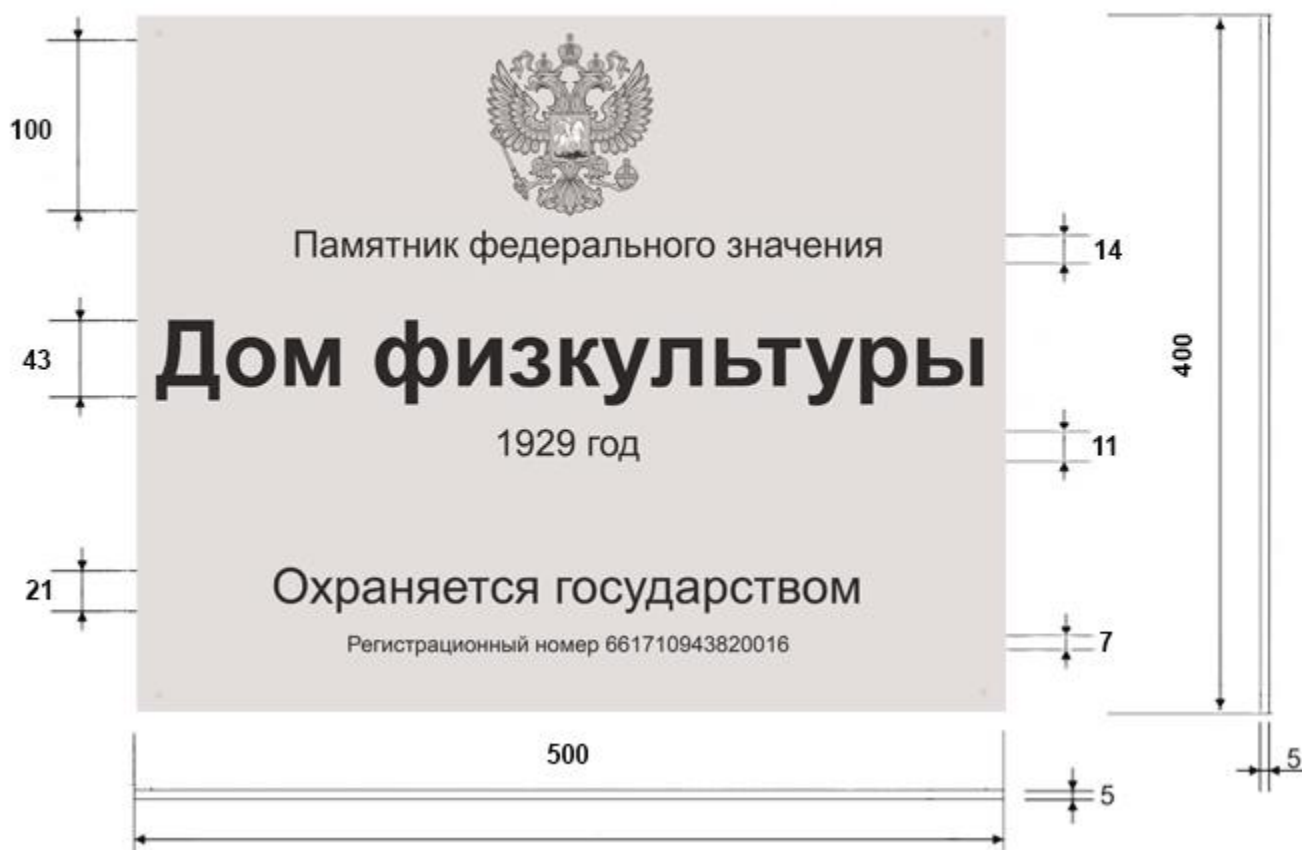 100
Памятник федерального значения
14
43
Дом физкультуры
400
1929 год
11
21
Охраняется государством
Регистрационный номер 661710943820016
7
500
5
5